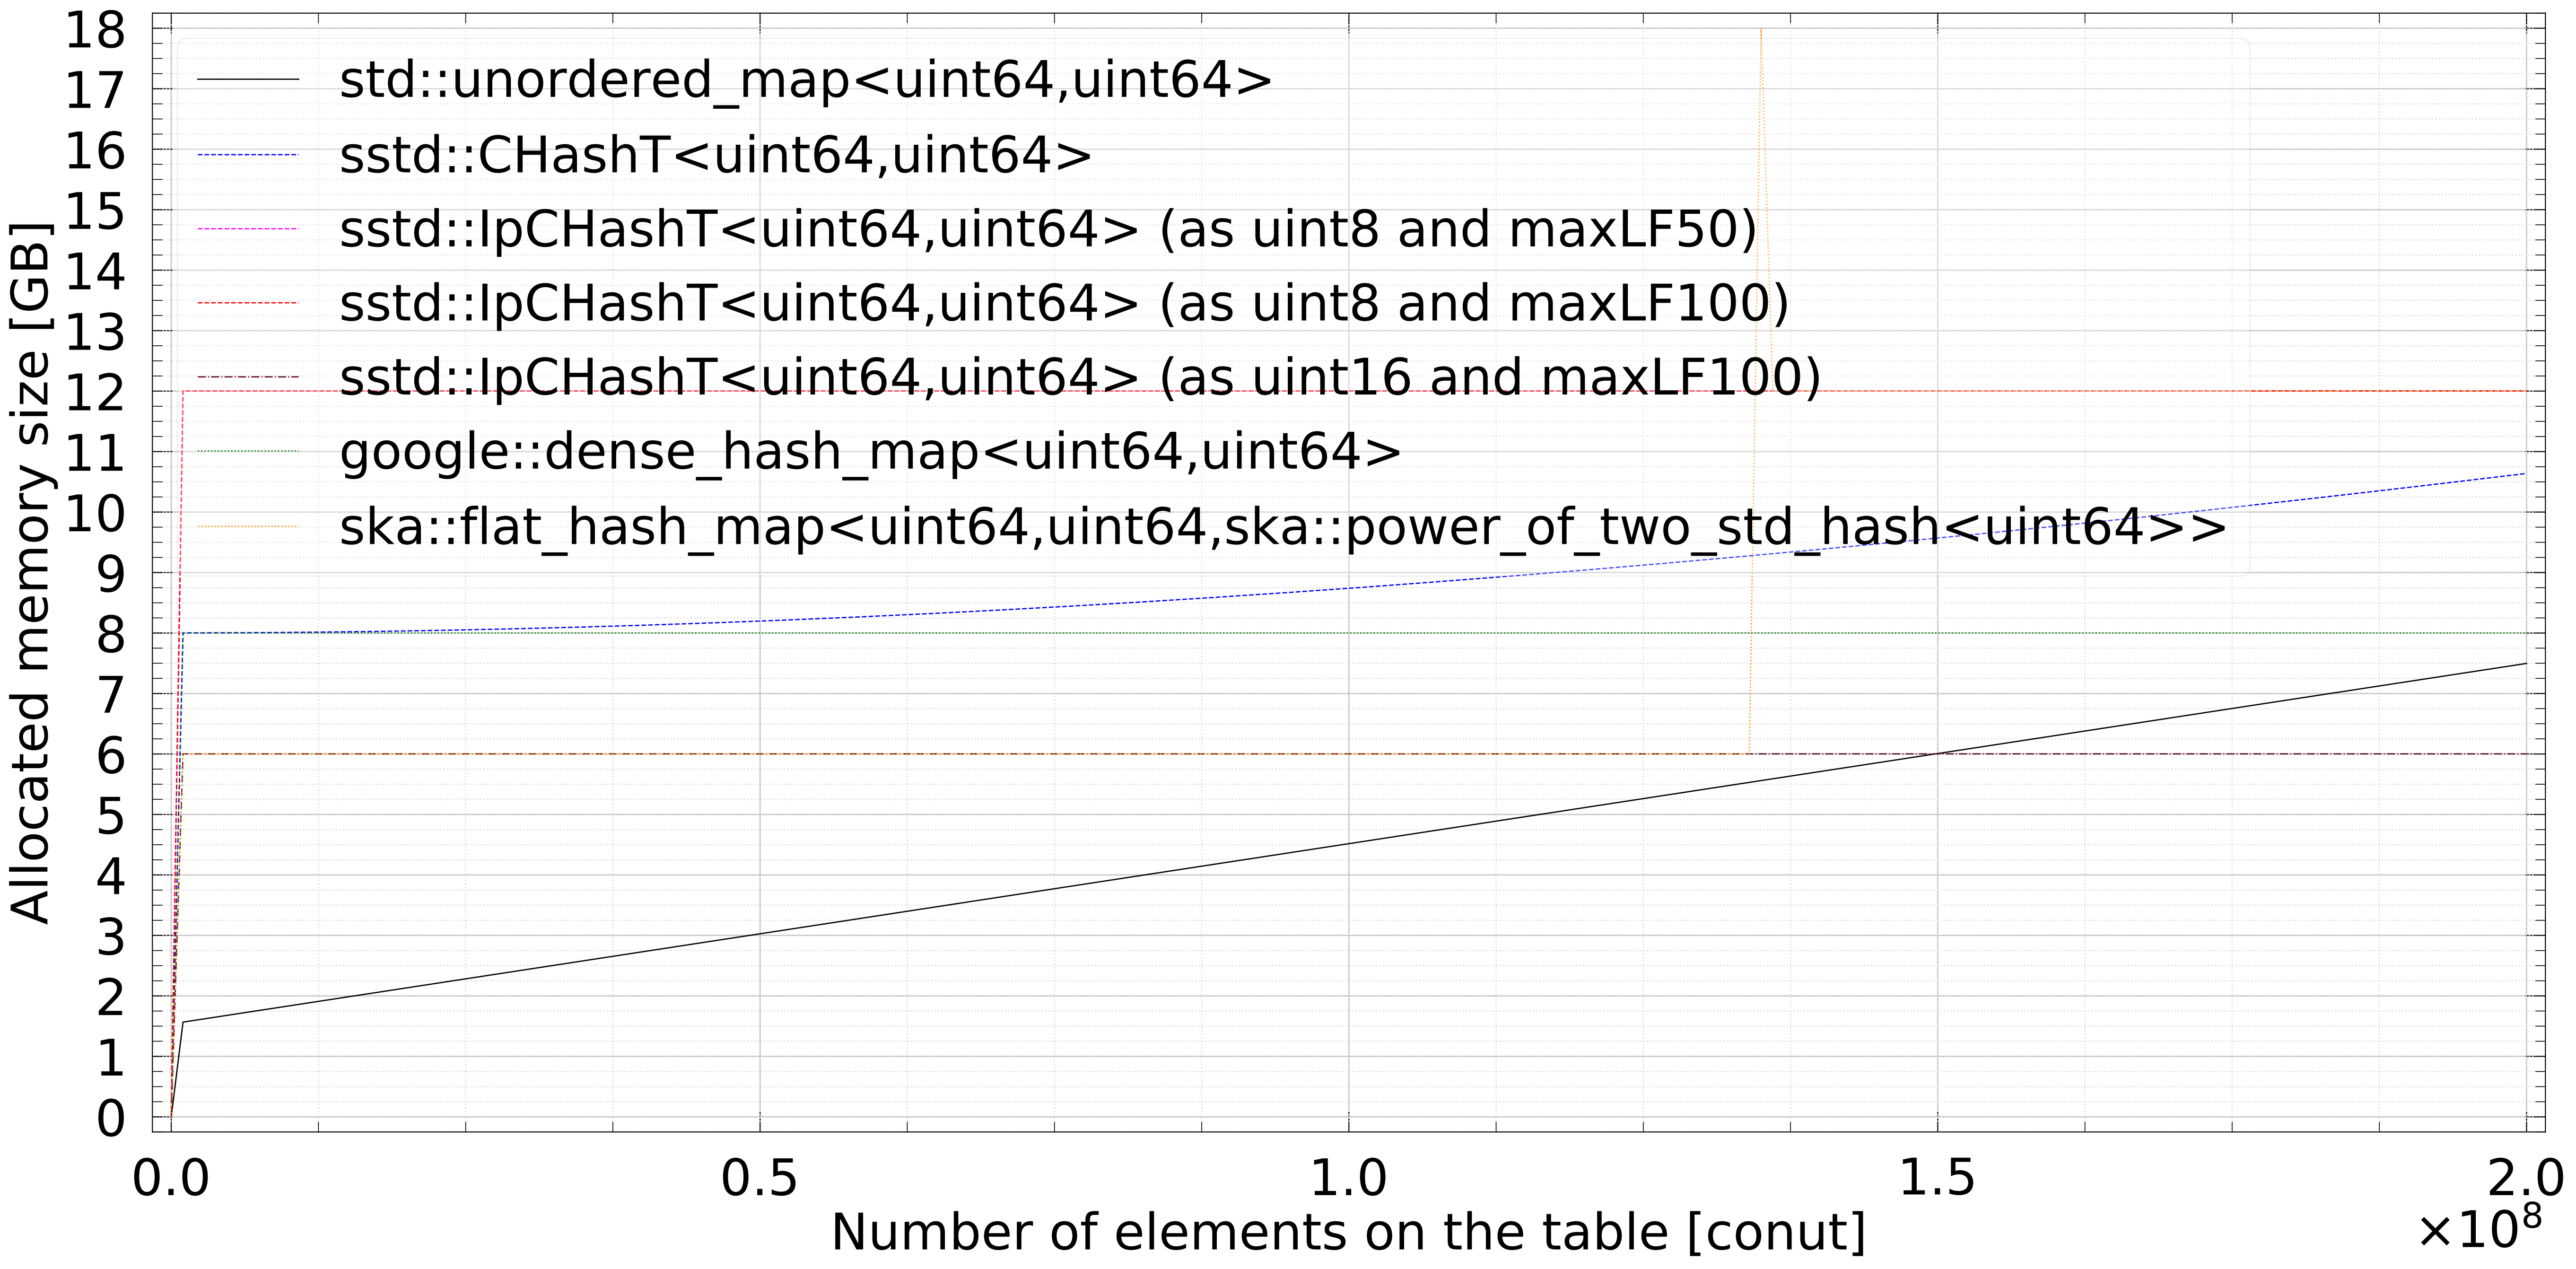 Allocated memory size [GB]
18
17
16
15
14
13
12
11
10
9
8
7
6
5
4
3
2
1
0
std::unordered_map<uint64,uint64>
sstd::CHashT<uint64,uint64>
sstd::IpCHashT<uint64,uint64> (as uint8 and maxLF50)
sstd::IpCHashT<uint64,uint64> (as uint8 and maxLF100)
sstd::IpCHashT<uint64,uint64> (as uint16 and maxLF100)
google::dense_hash_map<uint64,uint64>
ska::flat_hash_map<uint64,uint64,ska::power_of_two_std_hash<uint64>>
0.0 0.5 1.0 1.5 2.0
×10⁸
Number of elements on the table [conut]